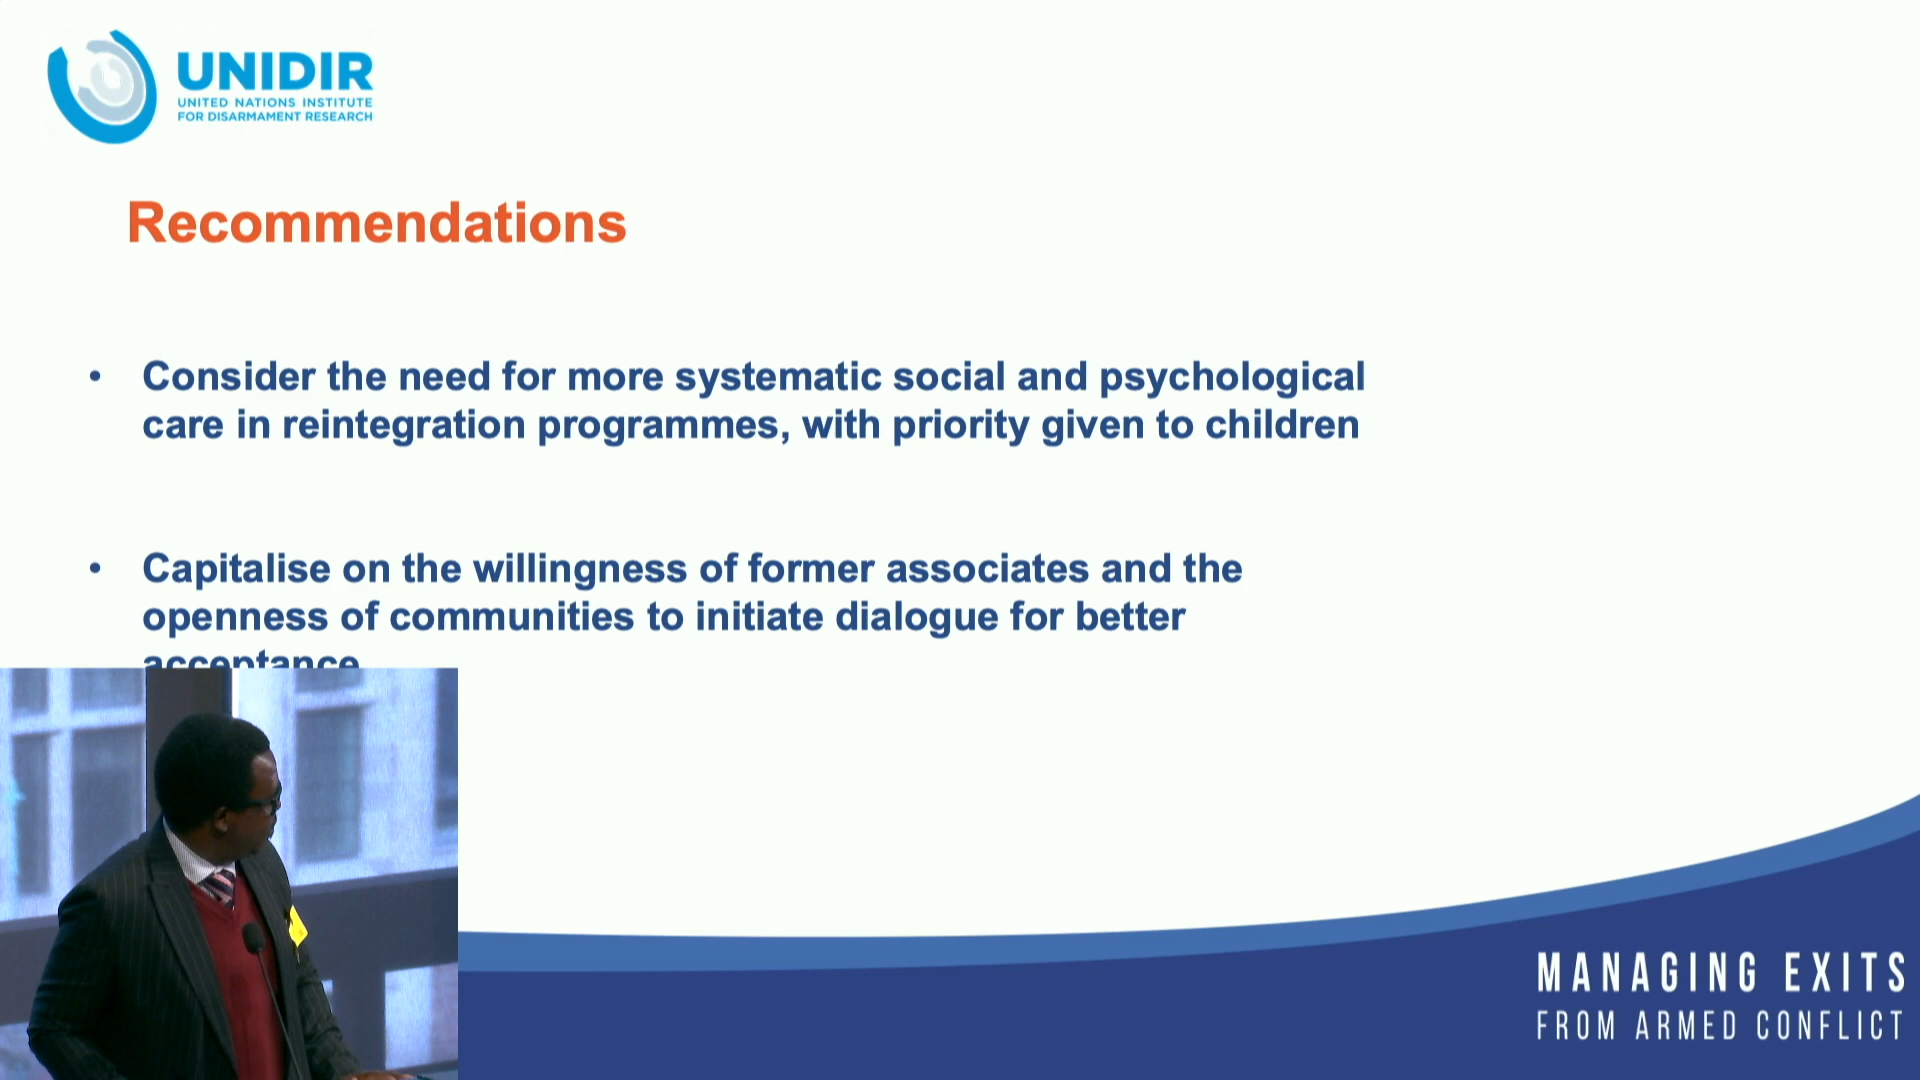 UNIDIR
UNITED NATIONS INSTITUTE
FOR DISARMAMENT RESEARCH
Recommendations
• Consider the need for more systematic social and psychological
care in reintegration programmes, with priority given to children
• Capitalise on the willingness of former associates and the
openness of communities to initiate dialogue for better
acceptance
MANAGING EXITS
FROM ARMED CONFLICT